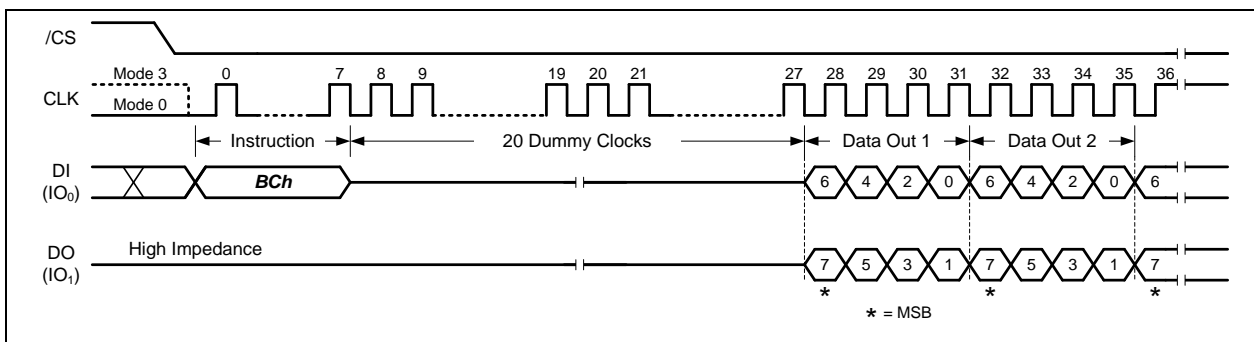 /CS
Mode 3 0 7 8 9 19 20 21 27 28 29 30 31 32 33 34 35 36
CLK Mode 0
Instruction 20 Dummy Clocks Data Out 1 Data Out 2
DI (IO0) BCh 6 4 2 0 6 4 2 0 6
High Impedance
DO (IO1) 7 5 3 1 7 5 3 1 7
* * *
* = MSB